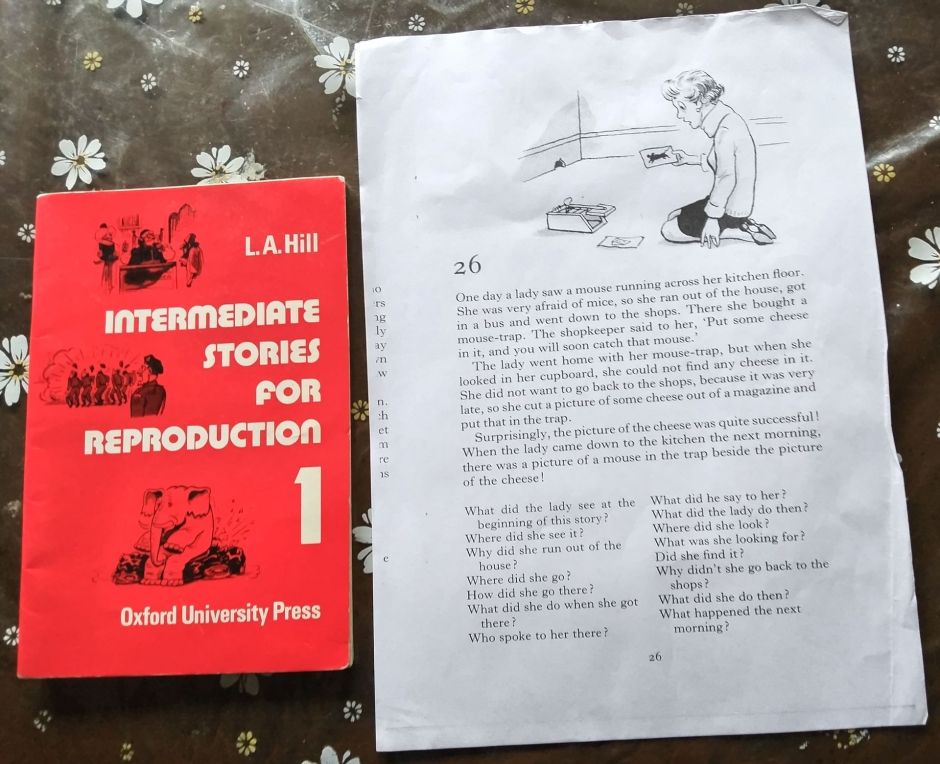 L.A.Hill
INTERMEDIATE
STORIES
FOR
REPRODUCTION
1
Oxford University Press
26
One day a lady saw a mouse running across her kitchen floor.
She was very afraid of mice, so she ran out of the house, got
in a bus and went down to the shops. There she bought a
mouse-trap. The shopkeeper said to her, ‘Put some cheese
in it, and you will soon catch that mouse.’
The lady went home with her mouse-trap, but when she
looked in her cupboard, she could not find any cheese in it.
She did not want to go back to the shops, because it was very
late, so she cut a picture of some cheese out of a magazine and
put that in the trap.
Surprisingly, the picture of the cheese was quite successful!
When the lady came down to the kitchen the next morning,
there was a picture of a mouse in the trap beside the picture
of the cheese!
What did the lady see at the
beginning of this story?
Where did she see it?
Why did she run out of the
house?
Where did she go?
How did she go there?
What did she do when she got
there?
Who spoke to her there?
What did he say to her?
What did the lady do then?
Where did she look?
What was she looking for?
Did she find it?
Why didn't she go back to the
shops?
What did she do then?
What happened the next
morning?
26